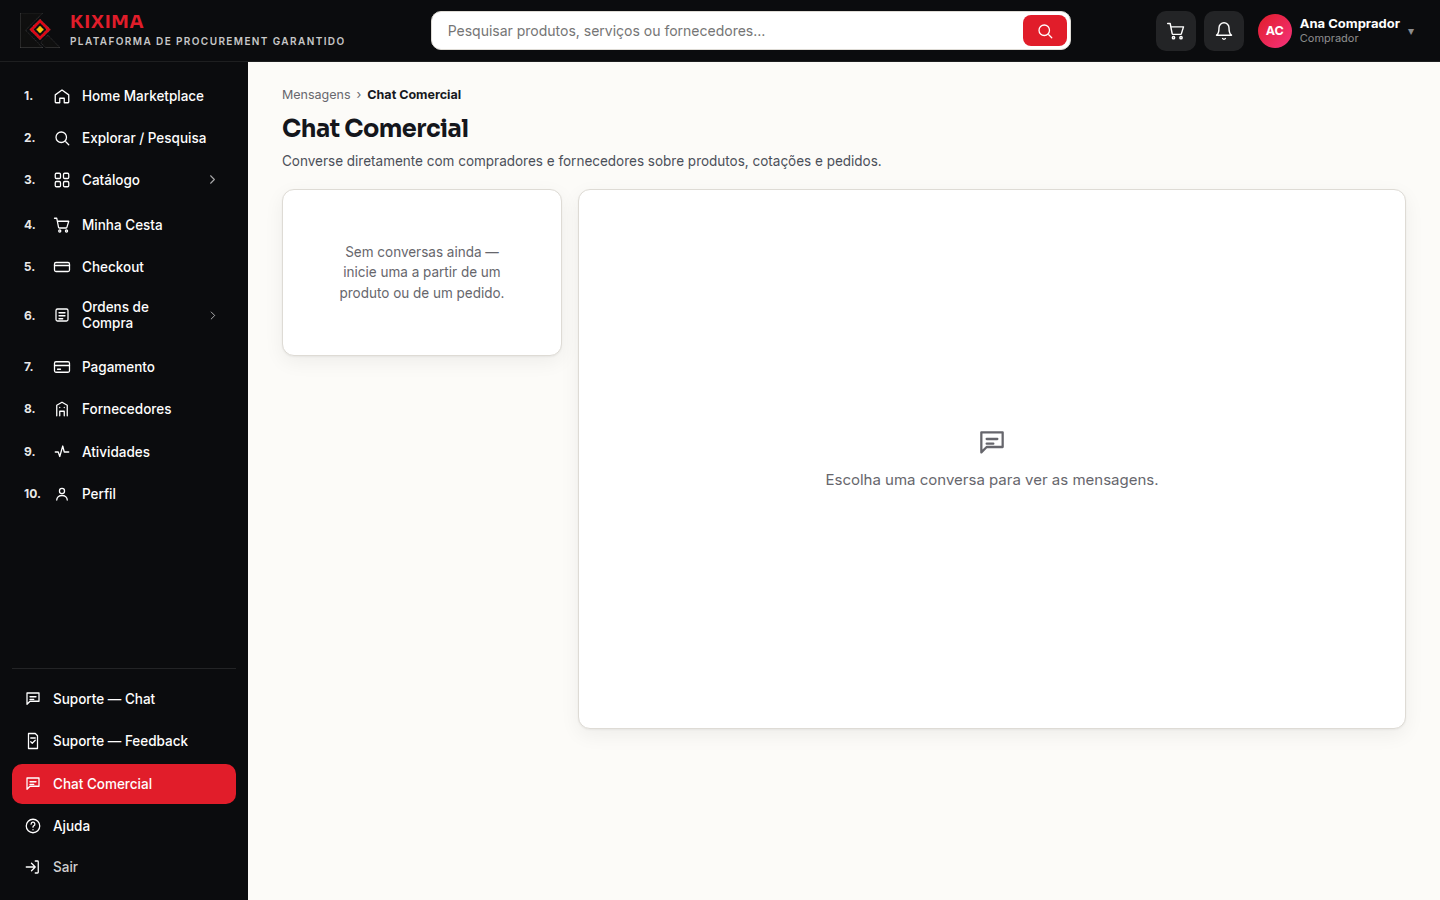 KIXIMA
PLATAFORMA DE PROCUREMENT GARANTIDO
Pesquisar produtos, serviços ou fornecedores...
AC
Ana Comprador
Comprador
1. Home Marketplace
2. Explorar / Pesquisa
3. Catálogo
4. Minha Cesta
5. Checkout
6. Ordens de
Compra
7. Pagamento
8. Fornecedores
9. Atividades
10. Perfil
Suporte — Chat
Suporte — Feedback
Chat Comercial
Ajuda
Sair
Mensagens › Chat Comercial
Chat Comercial
Converse diretamente com compradores e fornecedores sobre produtos, cotações e pedidos.
Sem conversas ainda —
inicie uma a partir de um
produto ou de um pedido.
Escolha uma conversa para ver as mensagens.